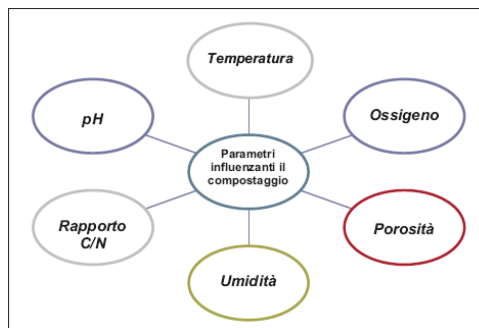 Temperatura
pH
Ossigeno
Parametri
influenzanti il
compostaggio
Rapporto
C/N
Porosità
Umidità